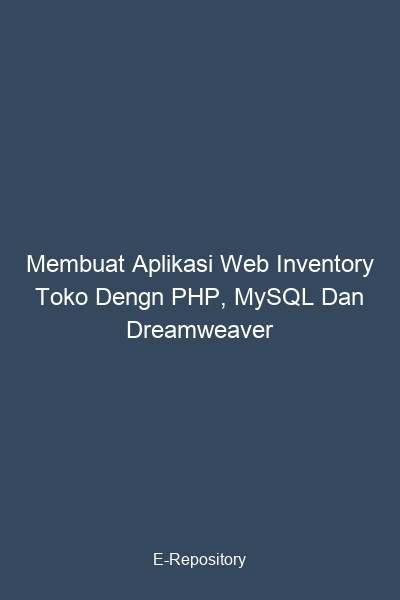 Membuat Aplikasi Web Inventory
Toko Dengn PHP, MySQL Dan
Dreamweaver
E-Repository